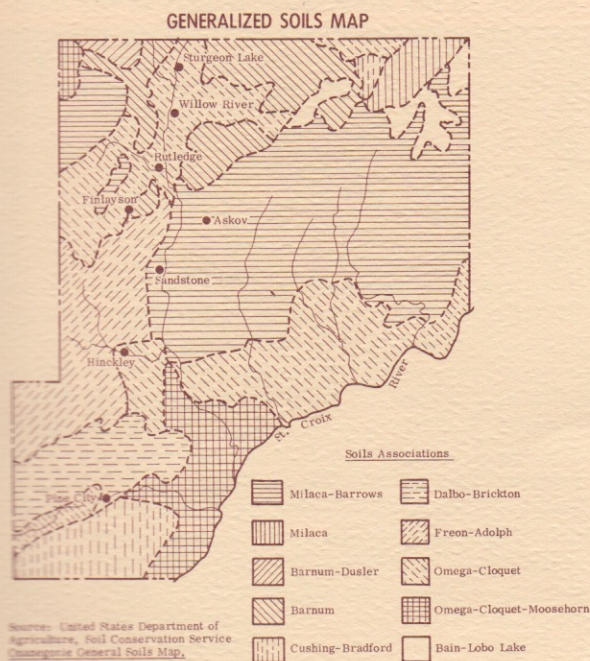 GENERALIZED SOILS MAP
Sturgeon Lake
Willow River
Rutledge
Finlayson
Askov
Sandstone
Hinckley
St. Croix River
Pine City
Soils Associations
Milaca-Barrows
Milaca
Barnum-Dusler
Barnum
Cushing-Bradford
Dalbo-Brickton
Freon-Adolph
Omega-Cloquet
Omega-Cloquet-Moosehorn
Bain-Lobo Lake
Source: United States Department of
Agriculture, Soil Conservation Service
General Soils Map,